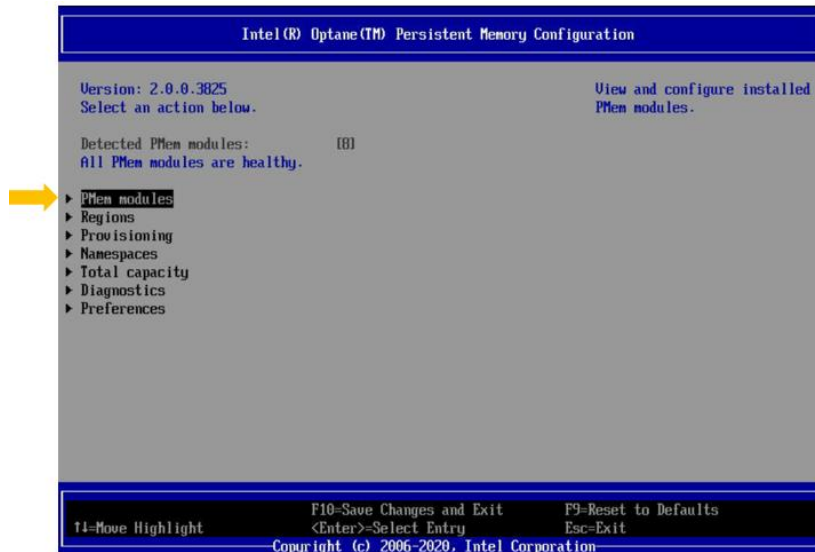 Intel(R) Optane(TM) Persistent Memory Configuration
Version: 2.0.0.3825
Select an action below.
View and configure installed
PMem modules.
Detected PMem modules: [8]
All PMem modules are healthy.
PMem modules
Regions
Provisioning
Namespaces
Total capacity
Diagnostics
Preferences
F10=Save Changes and Exit F9=Reset to Defaults
↑↓=Move Highlight <Enter>=Select Entry Esc=Exit
Copyright (c) 2006-2020, Intel Corporation